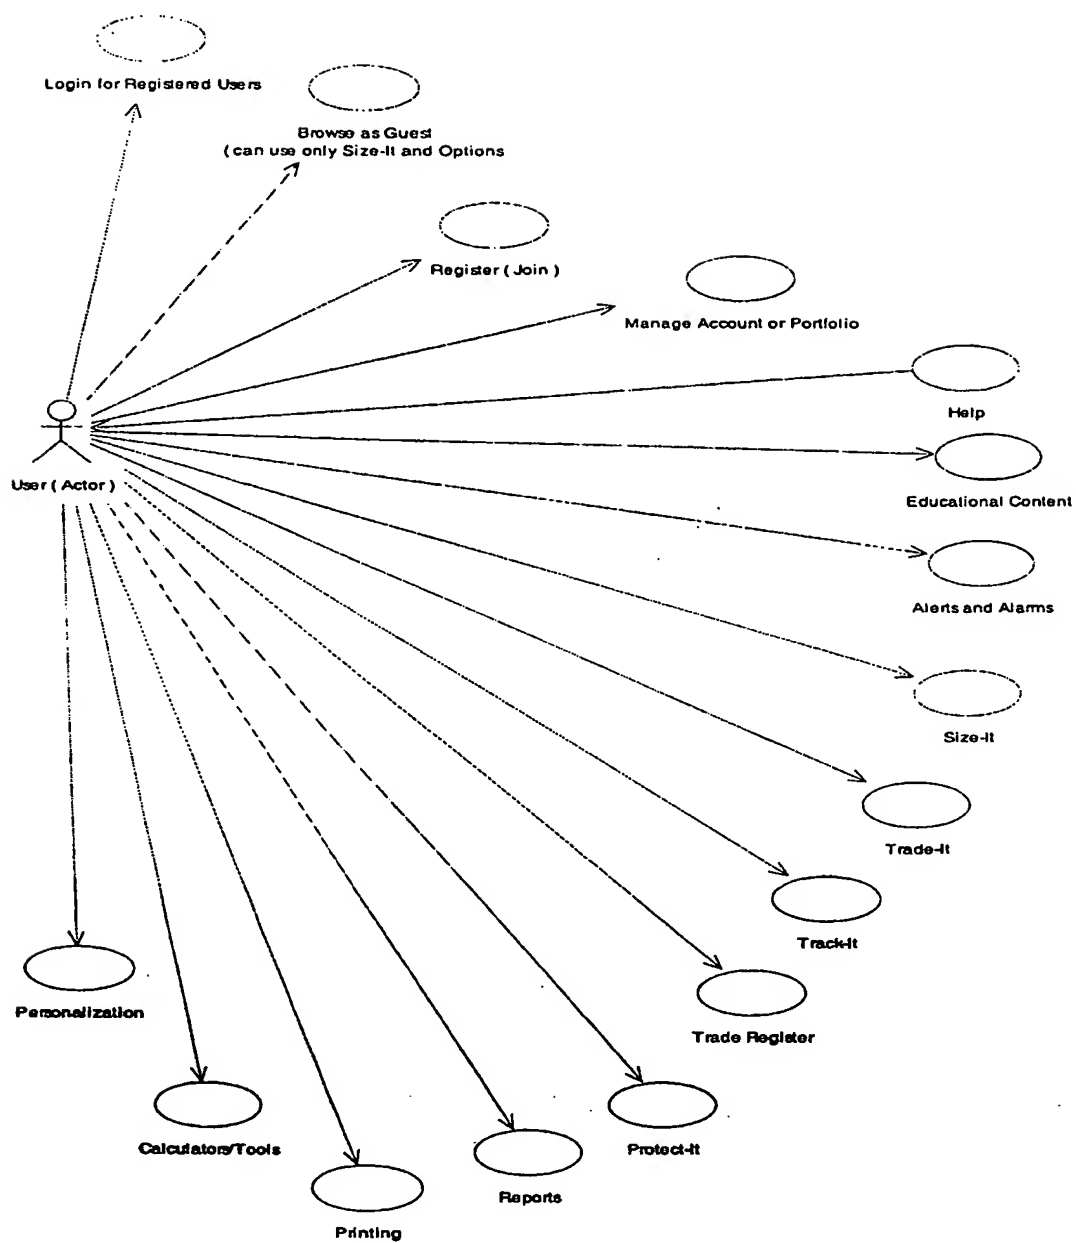 Login for Registered Users
Browse as Guest
( can use only Size-It and Options
Register ( Join )
Manage Account or Portfolio
Help
User ( Actor )
Educational Content
Alerts and Alarms
Size-It
Trade-It
Track-It
Personalization
Trade Register
Calculators/Tools
Protect-It
Reports
Printing